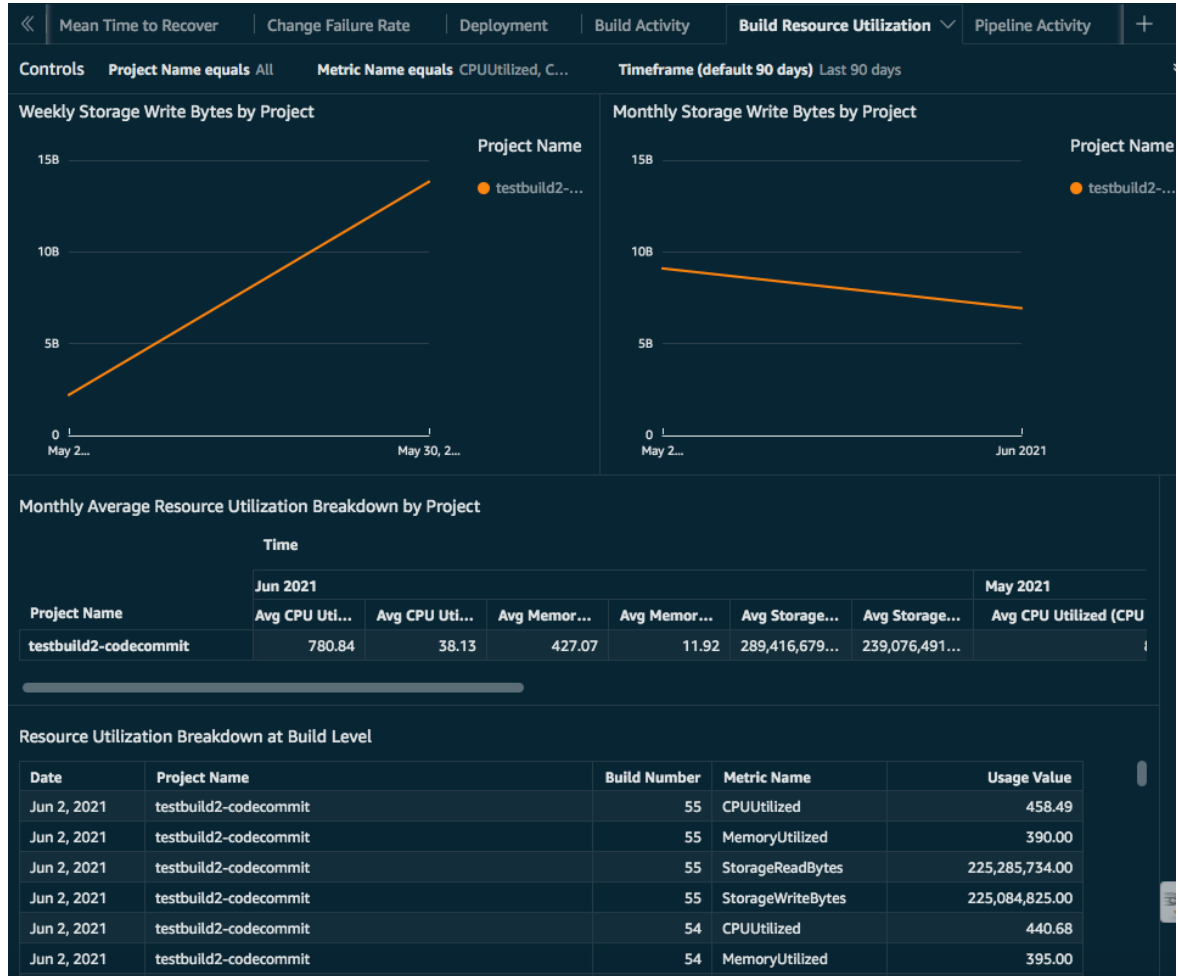 Mean Time to Recover Change Failure Rate Deployment Build Activity Build Resource Utilization Pipeline Activity
Controls Project Name equals All Metric Name equals CPUUtilized, C... Timeframe (default 90 days) Last 90 days
Weekly Storage Write Bytes by Project
Project Name
testbuild2-...
15B
10B
5B
0
May 2...
May 30, 2...
Monthly Storage Write Bytes by Project
Project Name
testbuild2-...
15B
10B
5B
0
May 2...
Jun 2021
Monthly Average Resource Utilization Breakdown by Project
Time
Jun 2021 May 2021
Project Name Avg CPU Uti... Avg CPU Uti... Avg Memor... Avg Memor... Avg Storage... Avg Storage... Avg CPU Utilized (CPU
testbuild2-codecommit 780.84 38.13 427.07 11.92 289,416,679... 239,076,491...
Resource Utilization Breakdown at Build Level
Date Project Name Build Number Metric Name Usage Value
Jun 2, 2021 testbuild2-codecommit 55 CPUUtilized 458.49
Jun 2, 2021 testbuild2-codecommit 55 MemoryUtilized 390.00
Jun 2, 2021 testbuild2-codecommit 55 StorageReadBytes 225,285,734.00
Jun 2, 2021 testbuild2-codecommit 55 StorageWriteBytes 225,084,825.00
Jun 2, 2021 testbuild2-codecommit 54 CPUUtilized 440.68
Jun 2, 2021 testbuild2-codecommit 54 MemoryUtilized 395.00